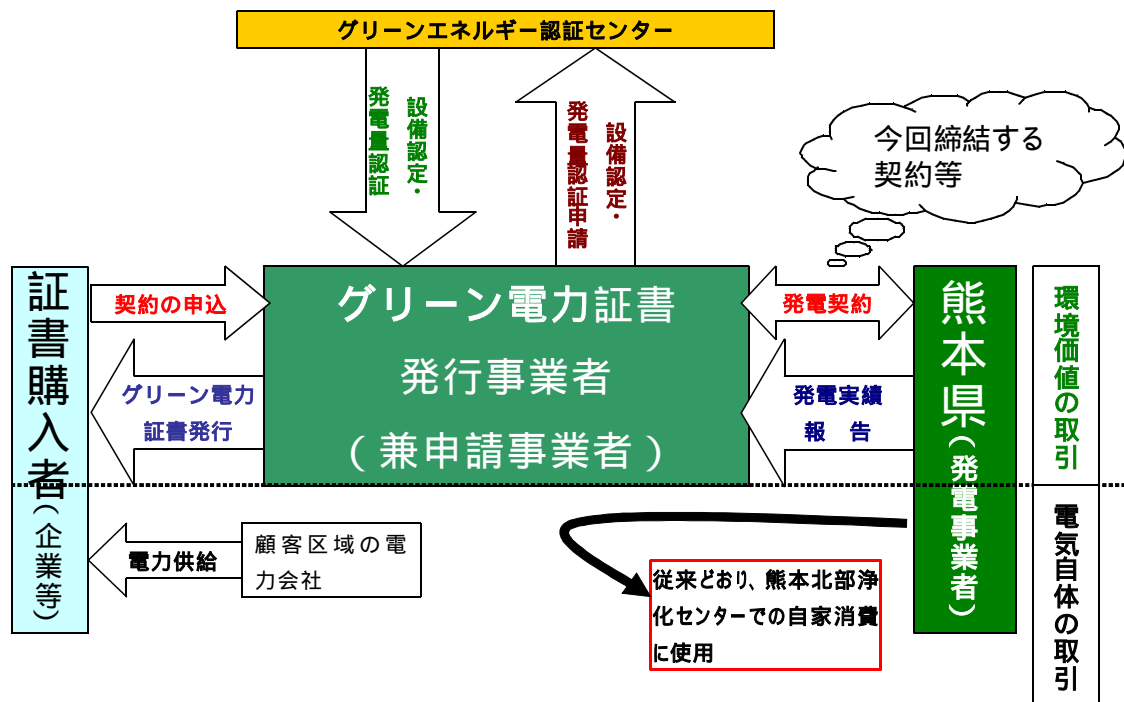 グリーンエネルギー認証センター
設備認定・
発電量認証
設備認定・
発電量認証申請
今回締結する
契約等
証書購入者(企業等)
契約の申込
グリーン電力
証書発行
グリーン電力証書
発行事業者
(兼申請事業者)
発電契約
発電実績
報 告
熊本県(発電事業者)
環境価値の取引
電力供給
顧客区域の電
力会社
従来どおり、熊本北部浄
化センターでの自家消費
に使用
電気自体の取引